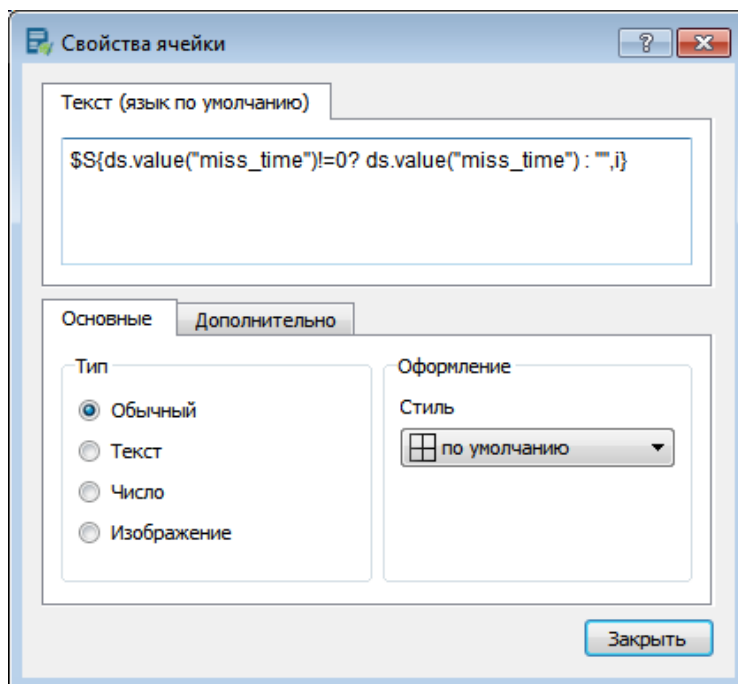 Свойства ячейки
Текст (язык по умолчанию)
$S{ds.value("miss_time")!=0? ds.value("miss_time") : "",i}
Основные
Дополнительно
Тип
Обычный
Текст
Число
Изображение
Оформление
Стиль
по умолчанию
Закрыть